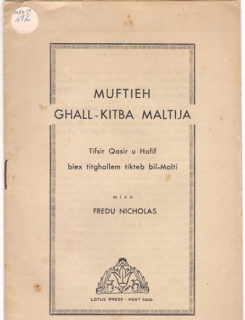 MUFTIEH
GHALL-KITBA MALTIJA
Tifsir Qasir u Hafif
biex titghallem tikteb bil-Malti
minn
FREDU NICHOLAS
LOTUS PRESS - PORT SAID